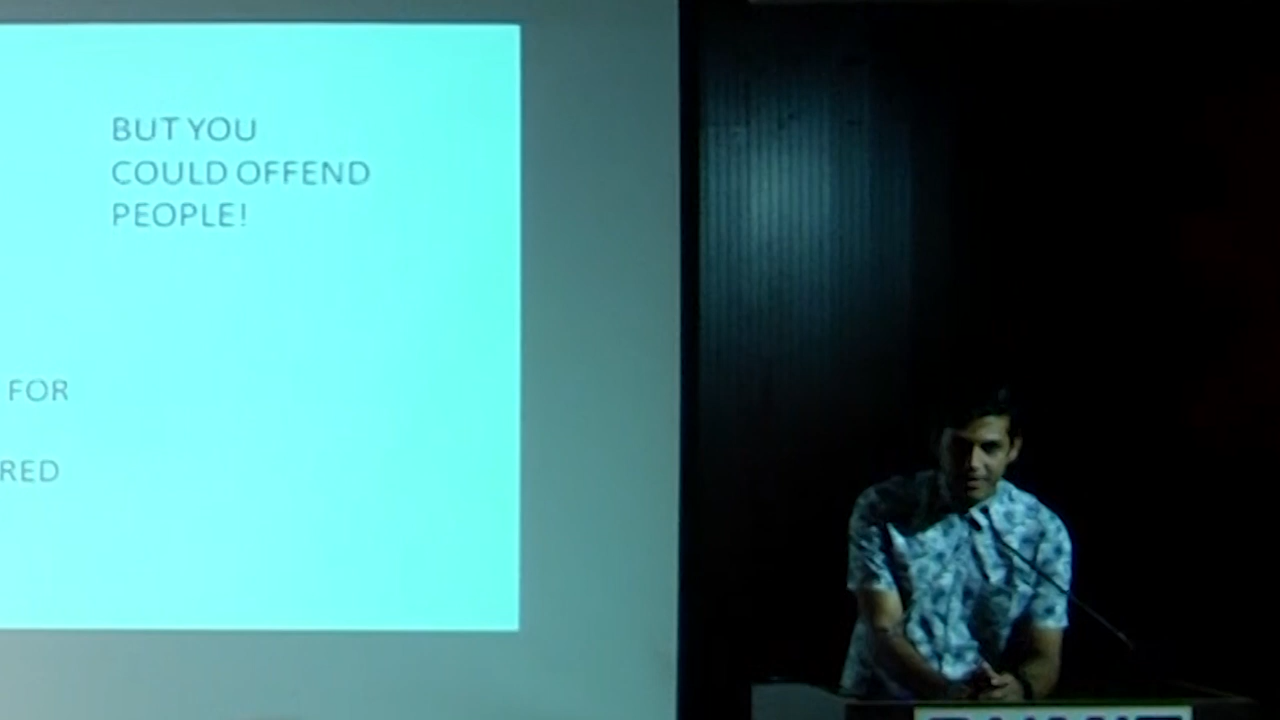 BUT YOU
COULD OFFEND
PEOPLE!
FOR
RED